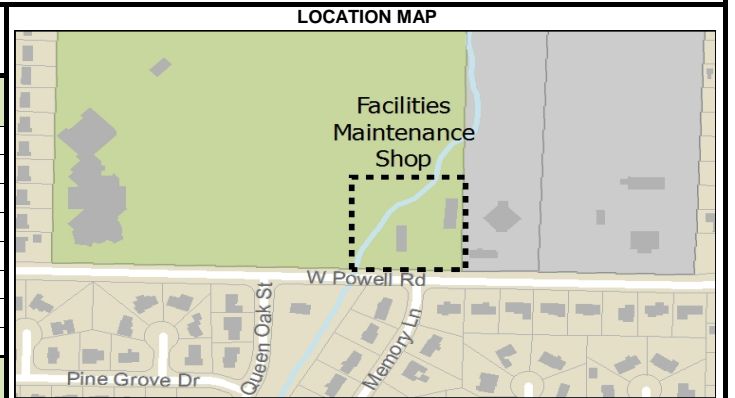 LOCATION MAP
Facilities
Maintenance
Shop
W Powell Rd
Queen Oak St
Memory Ln
Pine Grove Dr